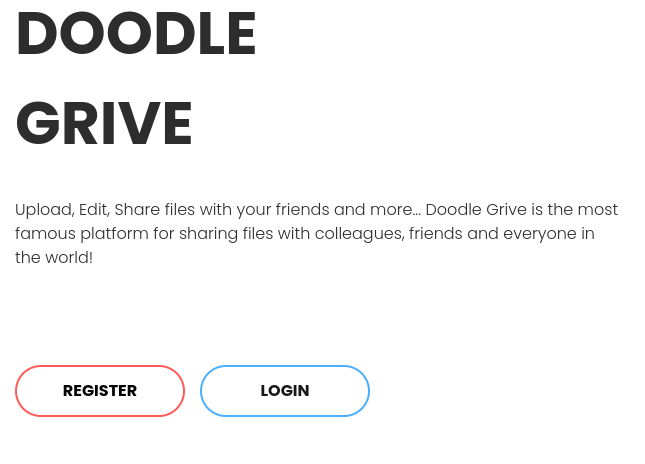 DOODLE
GRIVE
Upload, Edit, Share files with your friends and more... Doodle Grive is the most
famous platform for sharing files with colleagues, friends and everyone in
the world!
REGISTER LOGIN